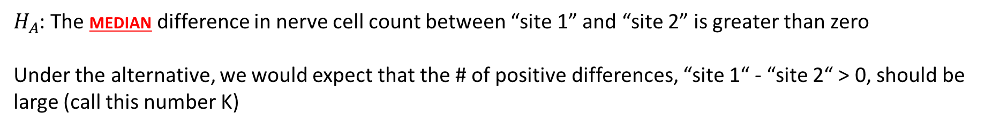 H_A: The MEDIAN difference in nerve cell count between “site 1” and “site 2” is greater than zero
Under the alternative, we would expect that the # of positive differences, “site 1“ - “site 2“ > 0, should be
large (call this number K)